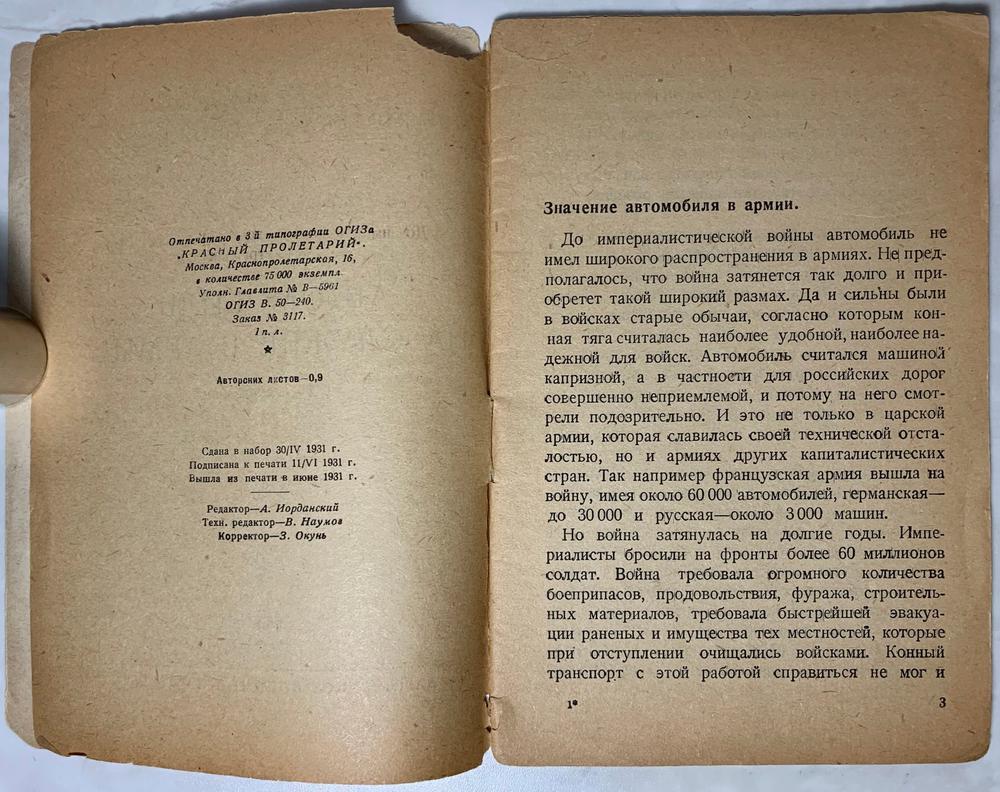 Отпечатано в 3-й типографии ОГИЗа
„КРАСНЫЙ ПРОЛЕТАРИЙ“.
Москва, Краснопролетарская, 16,
в количестве 75 000 экземпл.
Уполн. Главлита № В—5961
ОГИЗ В. 50—240.
Заказ № 3117.
1 п. л.
Авторских листов—0,9
Сдана в набор 30/IV 1931 г.
Подписана к печати 11/VI 1931 г.
Вышла из печати в июне 1931 г.
Редактор—А. Иорданский
Техн. редактор—В. Наумов
Корректор—З. Окунь
Значение автомобиля в армии.
До империалистической войны автомобиль не
имел широкого распространения в армиях. Не пред-
полагалось, что война затянется так долго и при-
обретет такой широкий размах. Да и сильны были
в войсках старые обычаи, согласно которым кон-
ная тяга считалась наиболее удобной, наиболее на-
дежной для войск. Автомобиль считался машиной
капризной, а в частности для российских дорог
совершенно неприемлемой, и потому на него смот-
рели подозрительно. И это не только в царской
армии, которая славилась своей технической отста-
лостью, но и армиях других капиталистических
стран. Так например французская армия вышла на
войну, имея около 60 000 автомобилей, германская—
до 30 000 и русская—около 3 000 машин.
Но война затянулась на долгие годы. Импе-
риалисты бросили на фронты более 60 миллионов
солдат. Война требовала огромного количества
боеприпасов, продовольствия, фуража, строитель-
ных материалов, требовала быстрейшей эвакуа-
ции раненых и имущества тех местностей, которые
при отступлении очищались войсками. Конный
транспорт с этой работой справиться не мог и
1*
3